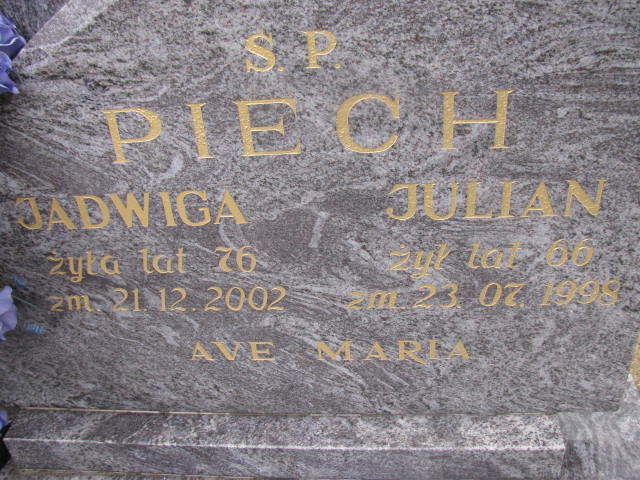 S. P.
PIECH
JADWIGA JULIAN
żyła lat 76 żył lat 66
zm. 21. 12. 2002 zm. 23. 07. 1998
AVE MARIA